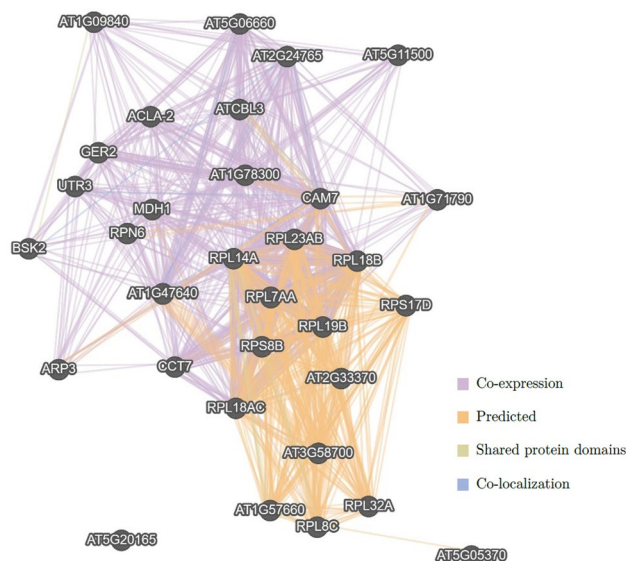 AT1G09840
AT5G06660
AT2G24765
AT5G11500
ACLA-2
ATCBL3
GER2
AT1G78300
UTR3
CAM7
AT1G71790
MDH1
RPN6
BSK2
RPL23AB
RPL14A
RPL18B
AT1G47640
RPL7AA
RPS17D
RPL19B
RPS8B
ARP3
CCT7
AT2G33370
Co-expression
RPL18AC
Predicted
AT3G58700
Shared protein domains
Co-localization
AT1G57660
RPL32A
RPL8C
AT5G20165
AT5G05370